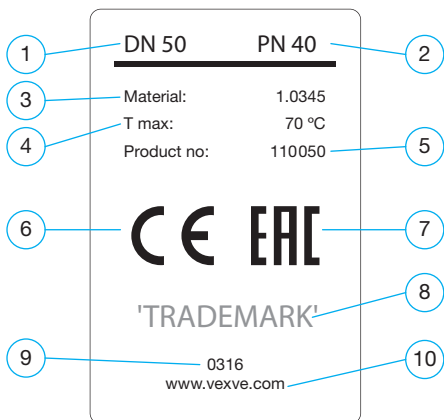 1 DN 50 PN 40 2
3 Material: 1.0345
4 T max: 70 ºC
Product no: 110050 5
6 CE EAC 7
'TRADEMARK' 8
9 0316
www.vexve.com 10